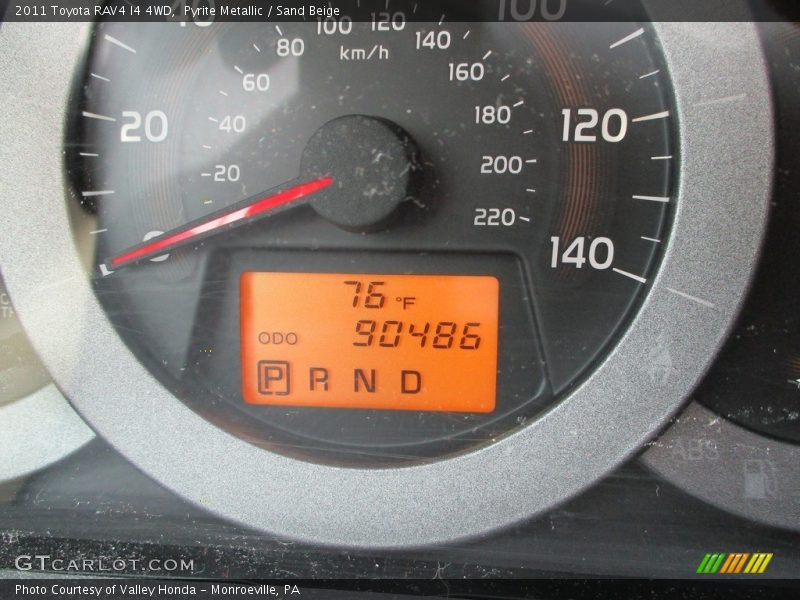 2011 Toyota RAV4 I4 4WD, Pyrite Metallic / Sand Beige
100
100
120
80
140
km/h
60
160
20
40
180
120
20
200
220
140
76 °F
ODO 90486
P R N D
ABS
GTCARLOT.COM
Photo Courtesy of Valley Honda - Monroeville, PA